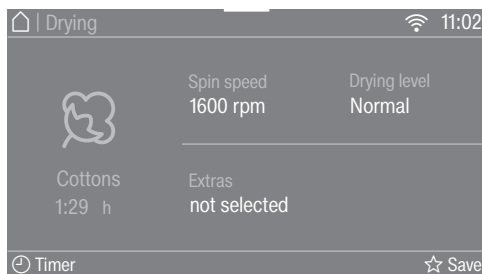 | Drying 11:02
Spin speed Drying level
1600 rpm Normal
Cottons Extras
1:29 h not selected
Timer Save